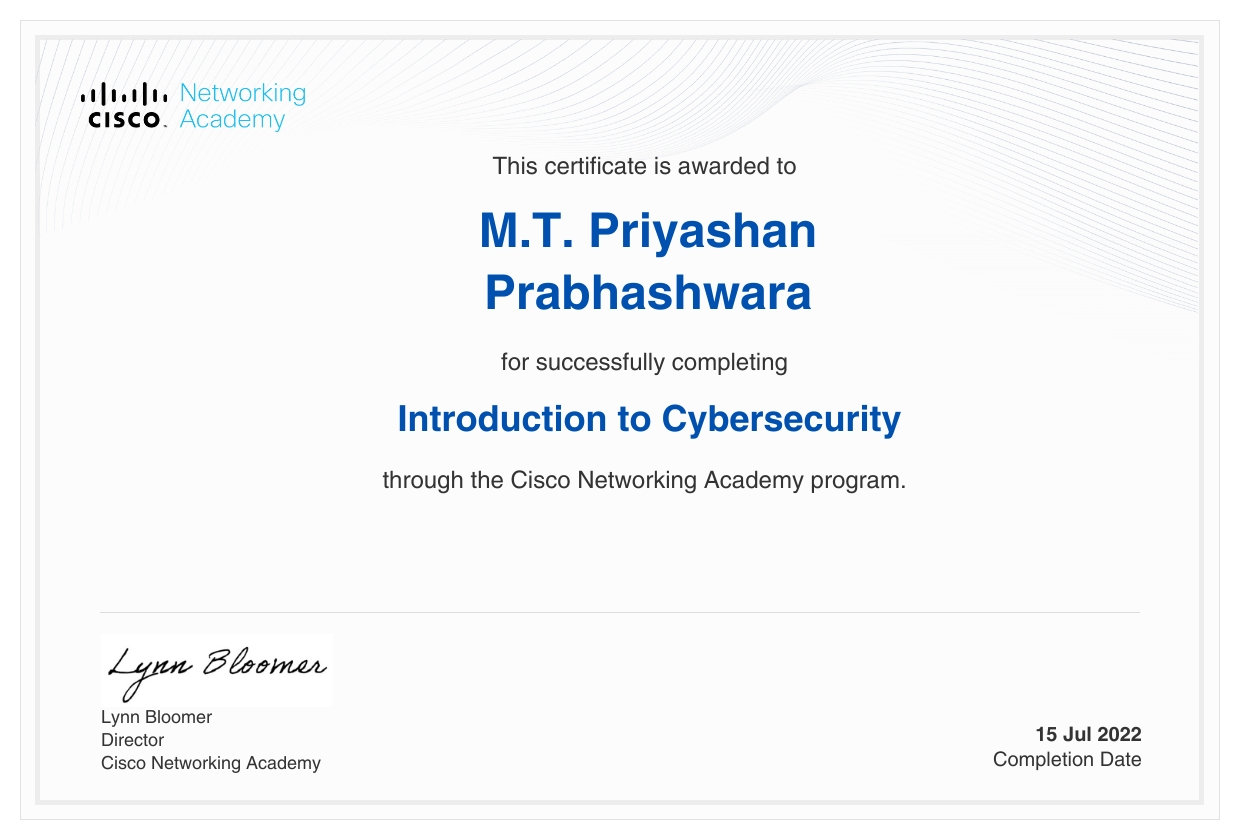 Networking
CISCO. Academy
This certificate is awarded to
M.T. Priyashan
Prabhashwara
for successfully completing
Introduction to Cybersecurity
through the Cisco Networking Academy program.
Lynn Bloomer
Lynn Bloomer
Director
Cisco Networking Academy
15 Jul 2022
Completion Date